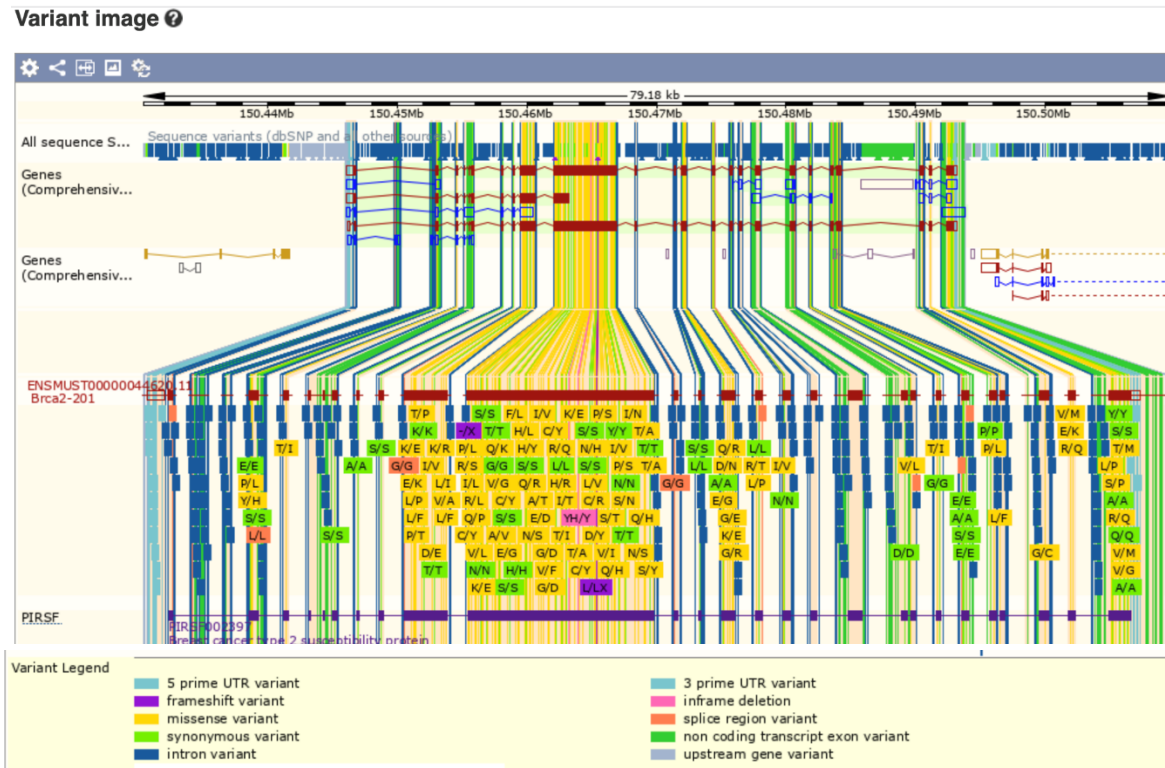 Variant image ?
79.18 kb
150.44Mb 150.45Mb 150.46Mb 150.47Mb 150.48Mb 150.49Mb 150.50Mb
All sequence S... Sequence variants (dbSNP and all other sources)
Genes
(Comprehensiv...
Genes
(Comprehensiv...
ENSMUST00000044620.11
Brca2-201
T/P S/S F/L I/V K/E P/S I/N V/M Y/Y
K/K -/X T/T H/L C/Y S/S Y/Y T/A P/P E/K S/S
T/I S/S K/E K/R P/L Q/K H/Y R/Q N/H I/V T/T S/S Q/R L/L T/I P/L R/Q T/M
E/E A/A G/G I/V R/S G/G S/S L/L S/S P/S T/A L/L D/N R/T I/V V/L L/P
P/L E/K L/I I/L V/G Q/R H/R L/V N/N G/G A/A L/P G/G S/P
Y/H L/P V/A R/L C/Y A/T I/T C/R S/N E/G N/N E/E A/A
S/S L/F L/F Q/P S/S E/D YH/Y S/T Q/H G/E A/A L/F R/Q
L/L S/S P/T C/Y A/V N/S T/I D/Y T/T K/E S/S Q/Q
D/E V/L E/G G/D T/A V/I N/S G/R D/D E/E G/C V/M
T/T N/N H/H V/F C/Y Q/H S/Y V/G
K/E S/S G/D L/LX A/A
PIRSF
PIRSF002397
Breast cancer type 2 susceptibility protein
Variant Legend
5 prime UTR variant 3 prime UTR variant
frameshift variant inframe deletion
missense variant splice region variant
synonymous variant non coding transcript exon variant
intron variant upstream gene variant